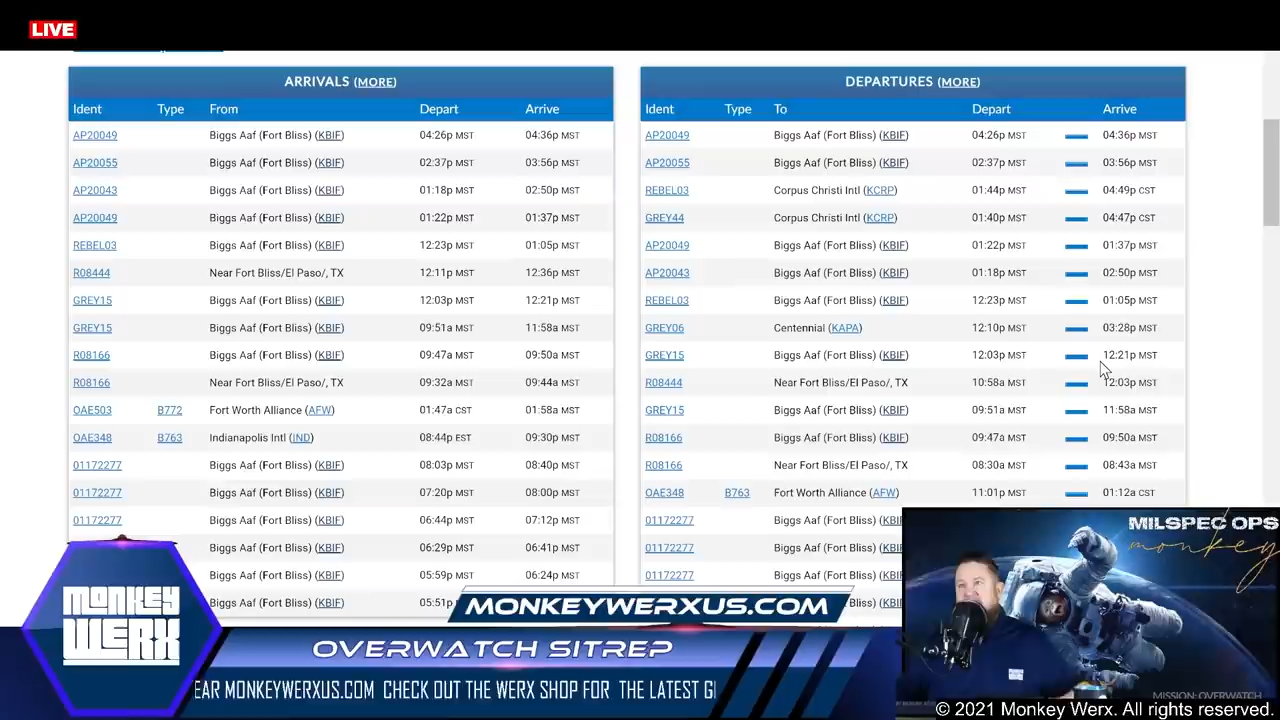 LIVE
ARRIVALS (MORE)
Ident Type From Depart Arrive
AP20049 Biggs Aaf (Fort Bliss) (KBIF) 04:26p MST 04:36p MST
AP20055 Biggs Aaf (Fort Bliss) (KBIF) 02:37p MST 03:56p MST
AP20043 Biggs Aaf (Fort Bliss) (KBIF) 01:18p MST 02:50p MST
AP20049 Biggs Aaf (Fort Bliss) (KBIF) 01:22p MST 01:37p MST
REBEL03 Biggs Aaf (Fort Bliss) (KBIF) 12:23p MST 01:05p MST
R08444 Near Fort Bliss/El Paso/, TX 12:11p MST 12:36p MST
GREY15 Biggs Aaf (Fort Bliss) (KBIF) 12:03p MST 12:21p MST
GREY15 Biggs Aaf (Fort Bliss) (KBIF) 09:51a MST 11:58a MST
R08166 Biggs Aaf (Fort Bliss) (KBIF) 09:47a MST 09:50a MST
R08166 Near Fort Bliss/El Paso/, TX 09:32a MST 09:44a MST
OAE503 B772 Fort Worth Alliance (AFW) 01:47a CST 01:58a MST
OAE348 B763 Indianapolis Intl (IND) 08:44p EST 09:30p MST
01172277 Biggs Aaf (Fort Bliss) (KBIF) 08:03p MST 08:40p MST
01172277 Biggs Aaf (Fort Bliss) (KBIF) 07:20p MST 08:00p MST
01172277 Biggs Aaf (Fort Bliss) (KBIF) 06:44p MST 07:12p MST
Biggs Aaf (Fort Bliss) (KBIF) 06:29p MST 06:41p MST
Biggs Aaf (Fort Bliss) (KBIF) 05:59p MST 06:24p MST
Biggs Aaf (Fort Bliss) (KBIF) 05:51p
DEPARTURES (MORE)
Ident Type To Depart Arrive
AP20049 Biggs Aaf (Fort Bliss) (KBIF) 04:26p MST 04:36p MST
AP20055 Biggs Aaf (Fort Bliss) (KBIF) 02:37p MST 03:56p MST
REBEL03 Corpus Christi Intl (KCRP) 01:44p MST 04:49p CST
GREY44 Corpus Christi Intl (KCRP) 01:40p MST 04:47p CST
AP20049 Biggs Aaf (Fort Bliss) (KBIF) 01:22p MST 01:37p MST
AP20043 Biggs Aaf (Fort Bliss) (KBIF) 01:18p MST 02:50p MST
REBEL03 Biggs Aaf (Fort Bliss) (KBIF) 12:23p MST 01:05p MST
GREY06 Centennial (KAPA) 12:10p MST 03:28p MST
GREY15 Biggs Aaf (Fort Bliss) (KBIF) 12:03p MST 12:21p MST
R08444 Near Fort Bliss/El Paso/, TX 10:58a MST 12:03p MST
GREY15 Biggs Aaf (Fort Bliss) (KBIF) 09:51a MST 11:58a MST
R08166 Biggs Aaf (Fort Bliss) (KBIF) 09:47a MST 09:50a MST
R08166 Near Fort Bliss/El Paso/, TX 08:30a MST 08:43a MST
OAE348 B763 Fort Worth Alliance (AFW) 11:01p MST 01:12a CST
01172277 Biggs Aaf (Fort Bliss) (KBI
01172277 Biggs Aaf (Fort Bliss) (KBI
01172277 Biggs Aaf (Fort Bliss) (KBI
MILSPEC OPS
monkey
MONKEY
WERX
MONKEYWERXUS.COM
OVERWATCH SITREP
EAR MONKEYWERXUS.COM CHECK OUT THE WERX SHOP FOR THE LATEST G
MISSION: OVERWATCH
© 2021 Monkey Werx. All rights reserved.